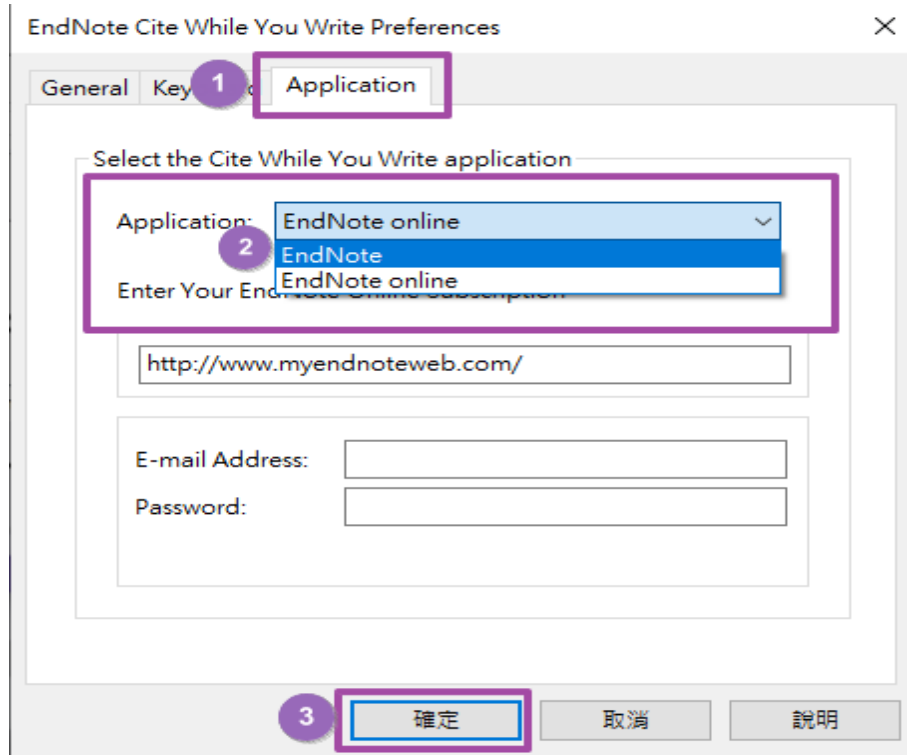 EndNote Cite While You Write Preferences
General Key 1 Application
Select the Cite While You Write application
Application: EndNote online
2 EndNote
EndNote online
Enter Your
http://www.myendnoteweb.com/
E-mail Address:
Password:
3 確定 取消 說明